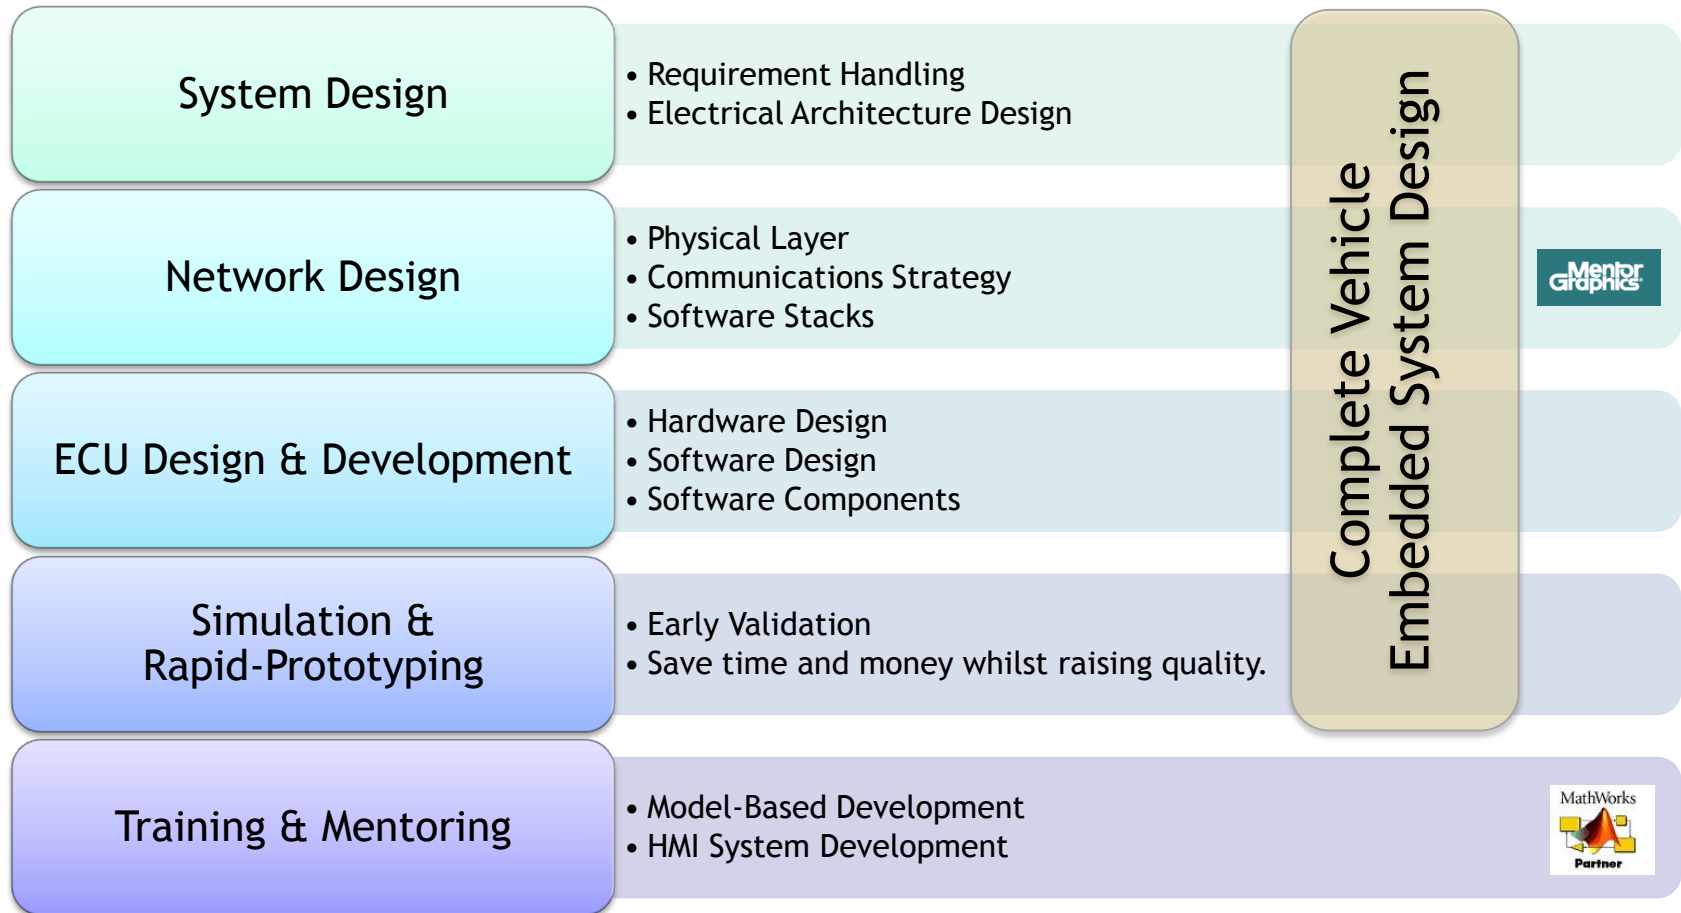 System Design
• Requirement Handling
• Electrical Architecture Design
Network Design
• Physical Layer
• Communications Strategy
• Software Stacks
ECU Design & Development
• Hardware Design
• Software Design
• Software Components
Simulation &
Rapid-Prototyping
• Early Validation
• Save time and money whilst raising quality.
Training & Mentoring
• Model-Based Development
• HMI System Development
Complete Vehicle
Embedded System Design
Mentor
Graphics®
MathWorks
Partner